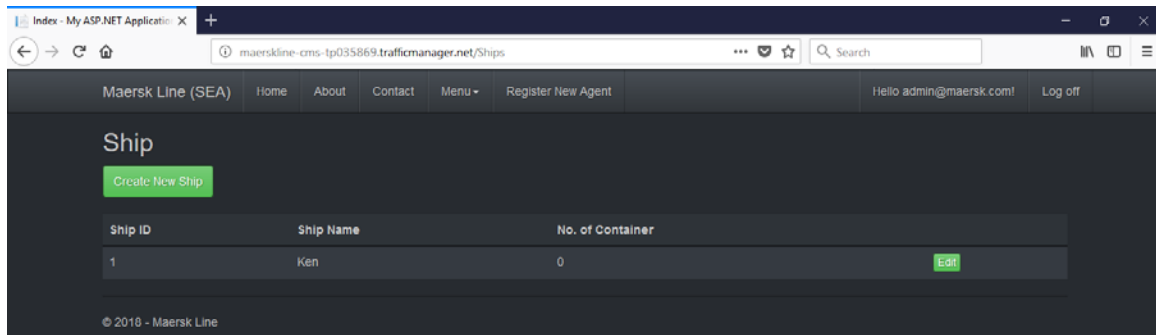 Index - My ASP.NET Application
maerskline-cms-tp035869.trafficmanager.net/Ships
Search
Maersk Line (SEA) Home About Contact Menu Register New Agent Hello admin@maersk.com! Log off
Ship
Create New Ship
Ship ID Ship Name No. of Container
1 Ken 0 Edit
© 2018 - Maersk Line